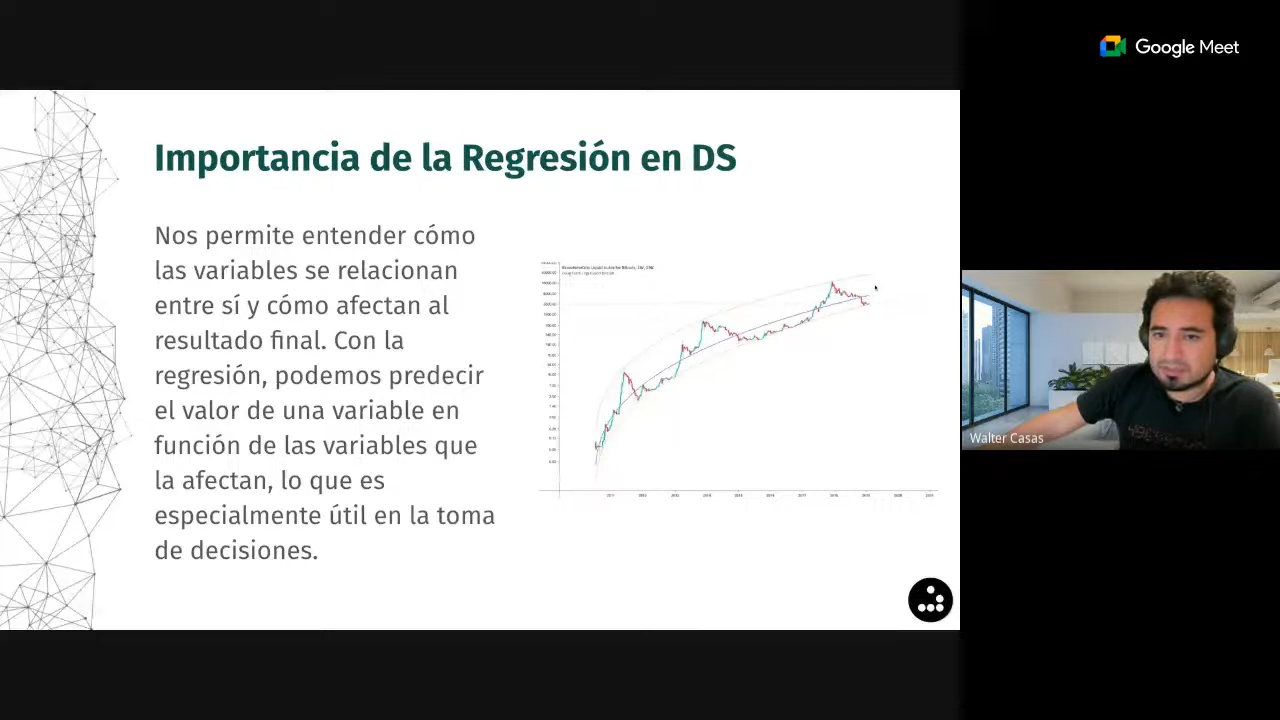 Google Meet
Importancia de la Regresión en DS
Nos permite entender cómo
las variables se relacionan
entre sí y cómo afectan al
resultado final. Con la
regresión, podemos predecir
el valor de una variable en
función de las variables que
la afectan, lo que es
especialmente útil en la toma
de decisiones.
Walter Casas